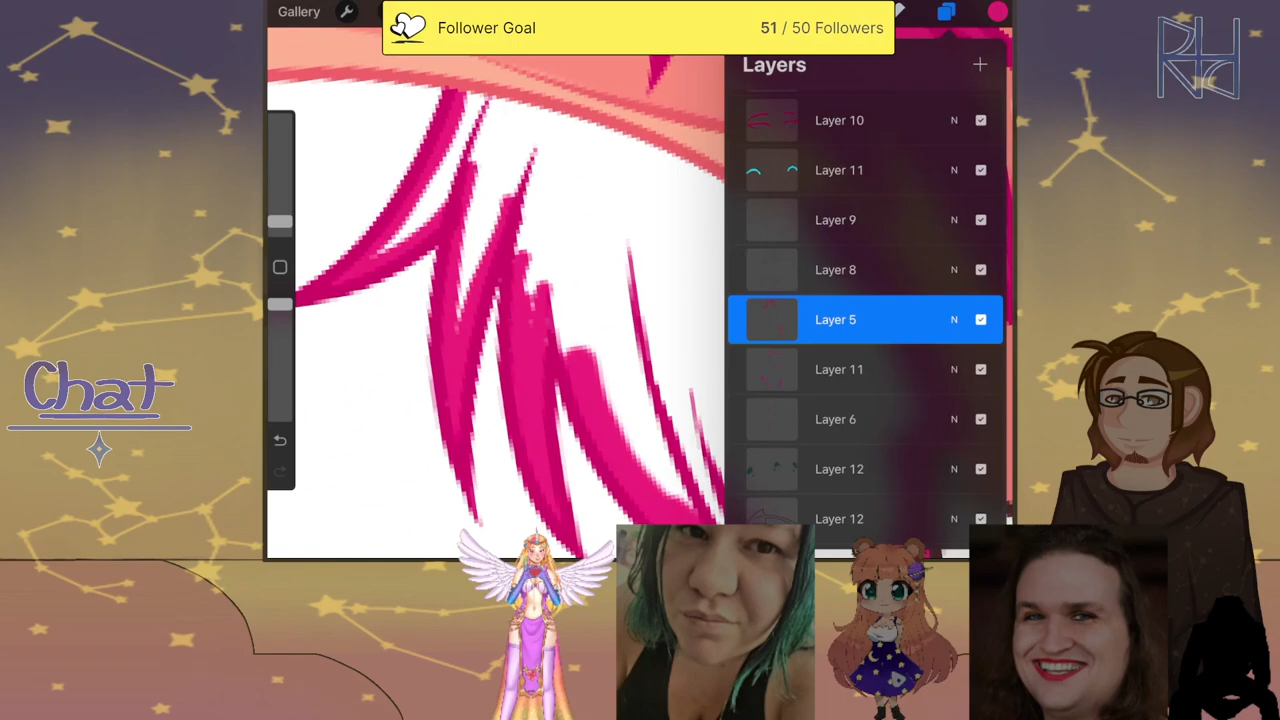 Gallery
Follower Goal
51 / 50 Followers
Layers
Layer 10 N
Layer 11 N
Layer 9 N
Layer 8 N
Layer 5 N
Layer 11 N
Layer 6 N
Layer 12 N
Layer 12 N
Chat